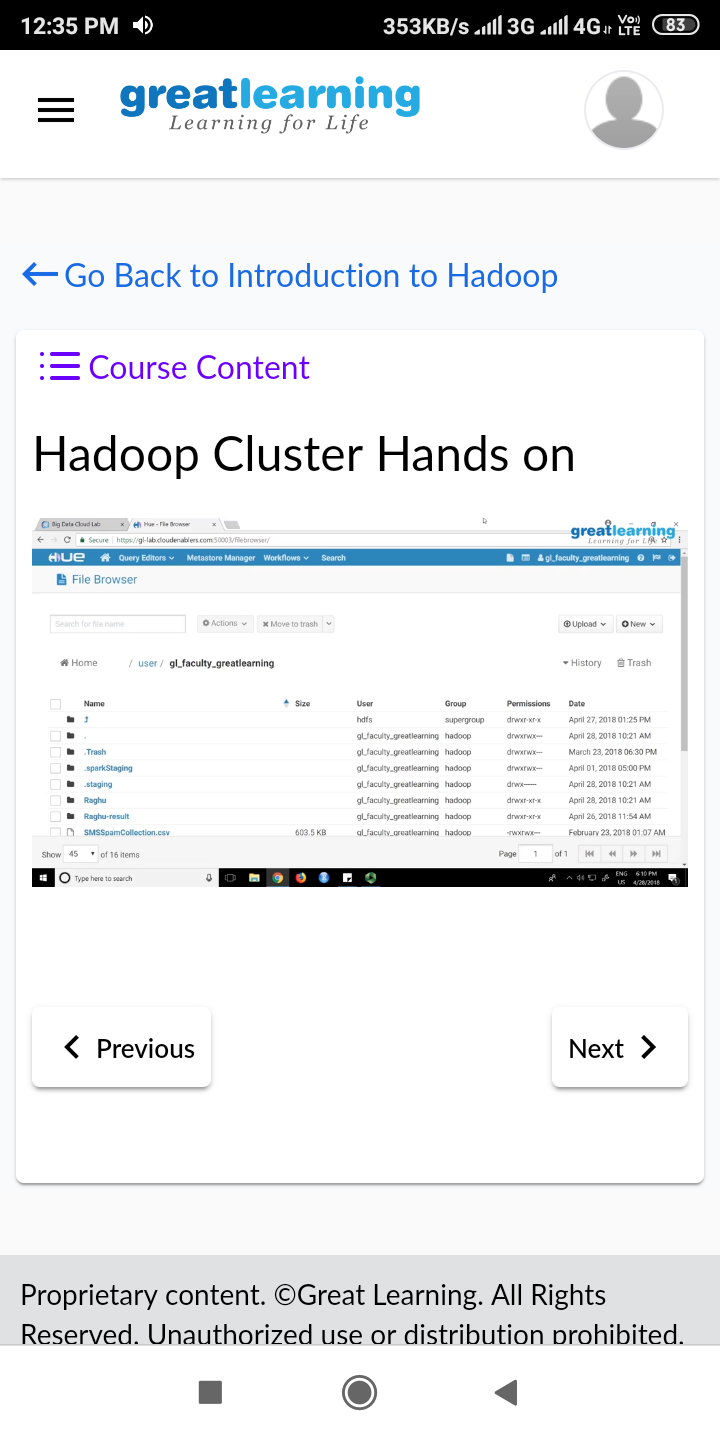 12:35 PM 353KB/s 3G 4G Vo) LTE 83
greatlearning
Learning for Life
Go Back to Introduction to Hadoop
Course Content
Hadoop Cluster Hands on
Big Data Cloud Lab x Hue - File Browser x
greatlearning
Learning for Life
Secure | https://gl-lab.cloudenablers.com:50003/filebrowser/
HUE Query Editors Metastore Manager Workflows Search gl_faculty_greatlearning
File Browser
Search for file name Actions Move to trash Upload New
Home / user / gl_faculty_greatlearning History Trash
Name Size User Group Permissions Date
hdfs supergroup drwxr-xr-x April 27, 2018 01:25 PM
. gl_faculty_greatlearning hadoop drwxrwx--- April 28, 2018 10:21 AM
.Trash gl_faculty_greatlearning hadoop drwxrwx--- March 23, 2018 06:30 PM
.sparkStaging gl_faculty_greatlearning hadoop drwxrwx--- April 01, 2018 05:00 PM
.staging gl_faculty_greatlearning hadoop drwx------ April 28, 2018 10:21 AM
Raghu gl_faculty_greatlearning hadoop drwxr-xr-x April 28, 2018 10:21 AM
Raghu-result gl_faculty_greatlearning hadoop drwxr-xr-x April 26, 2018 11:54 AM
SMSSpamCollection.csv 603.5 KB gl_faculty_greatlearning hadoop -rwxrwx--- February 23, 2018 01:07 AM
Show 45 of 16 items Page 1 of 1
Type here to search ENG 6:10 PM
US 4/28/2018
Previous Next
Proprietary content. ©Great Learning. All Rights
Reserved. Unauthorized use or distribution prohibited.